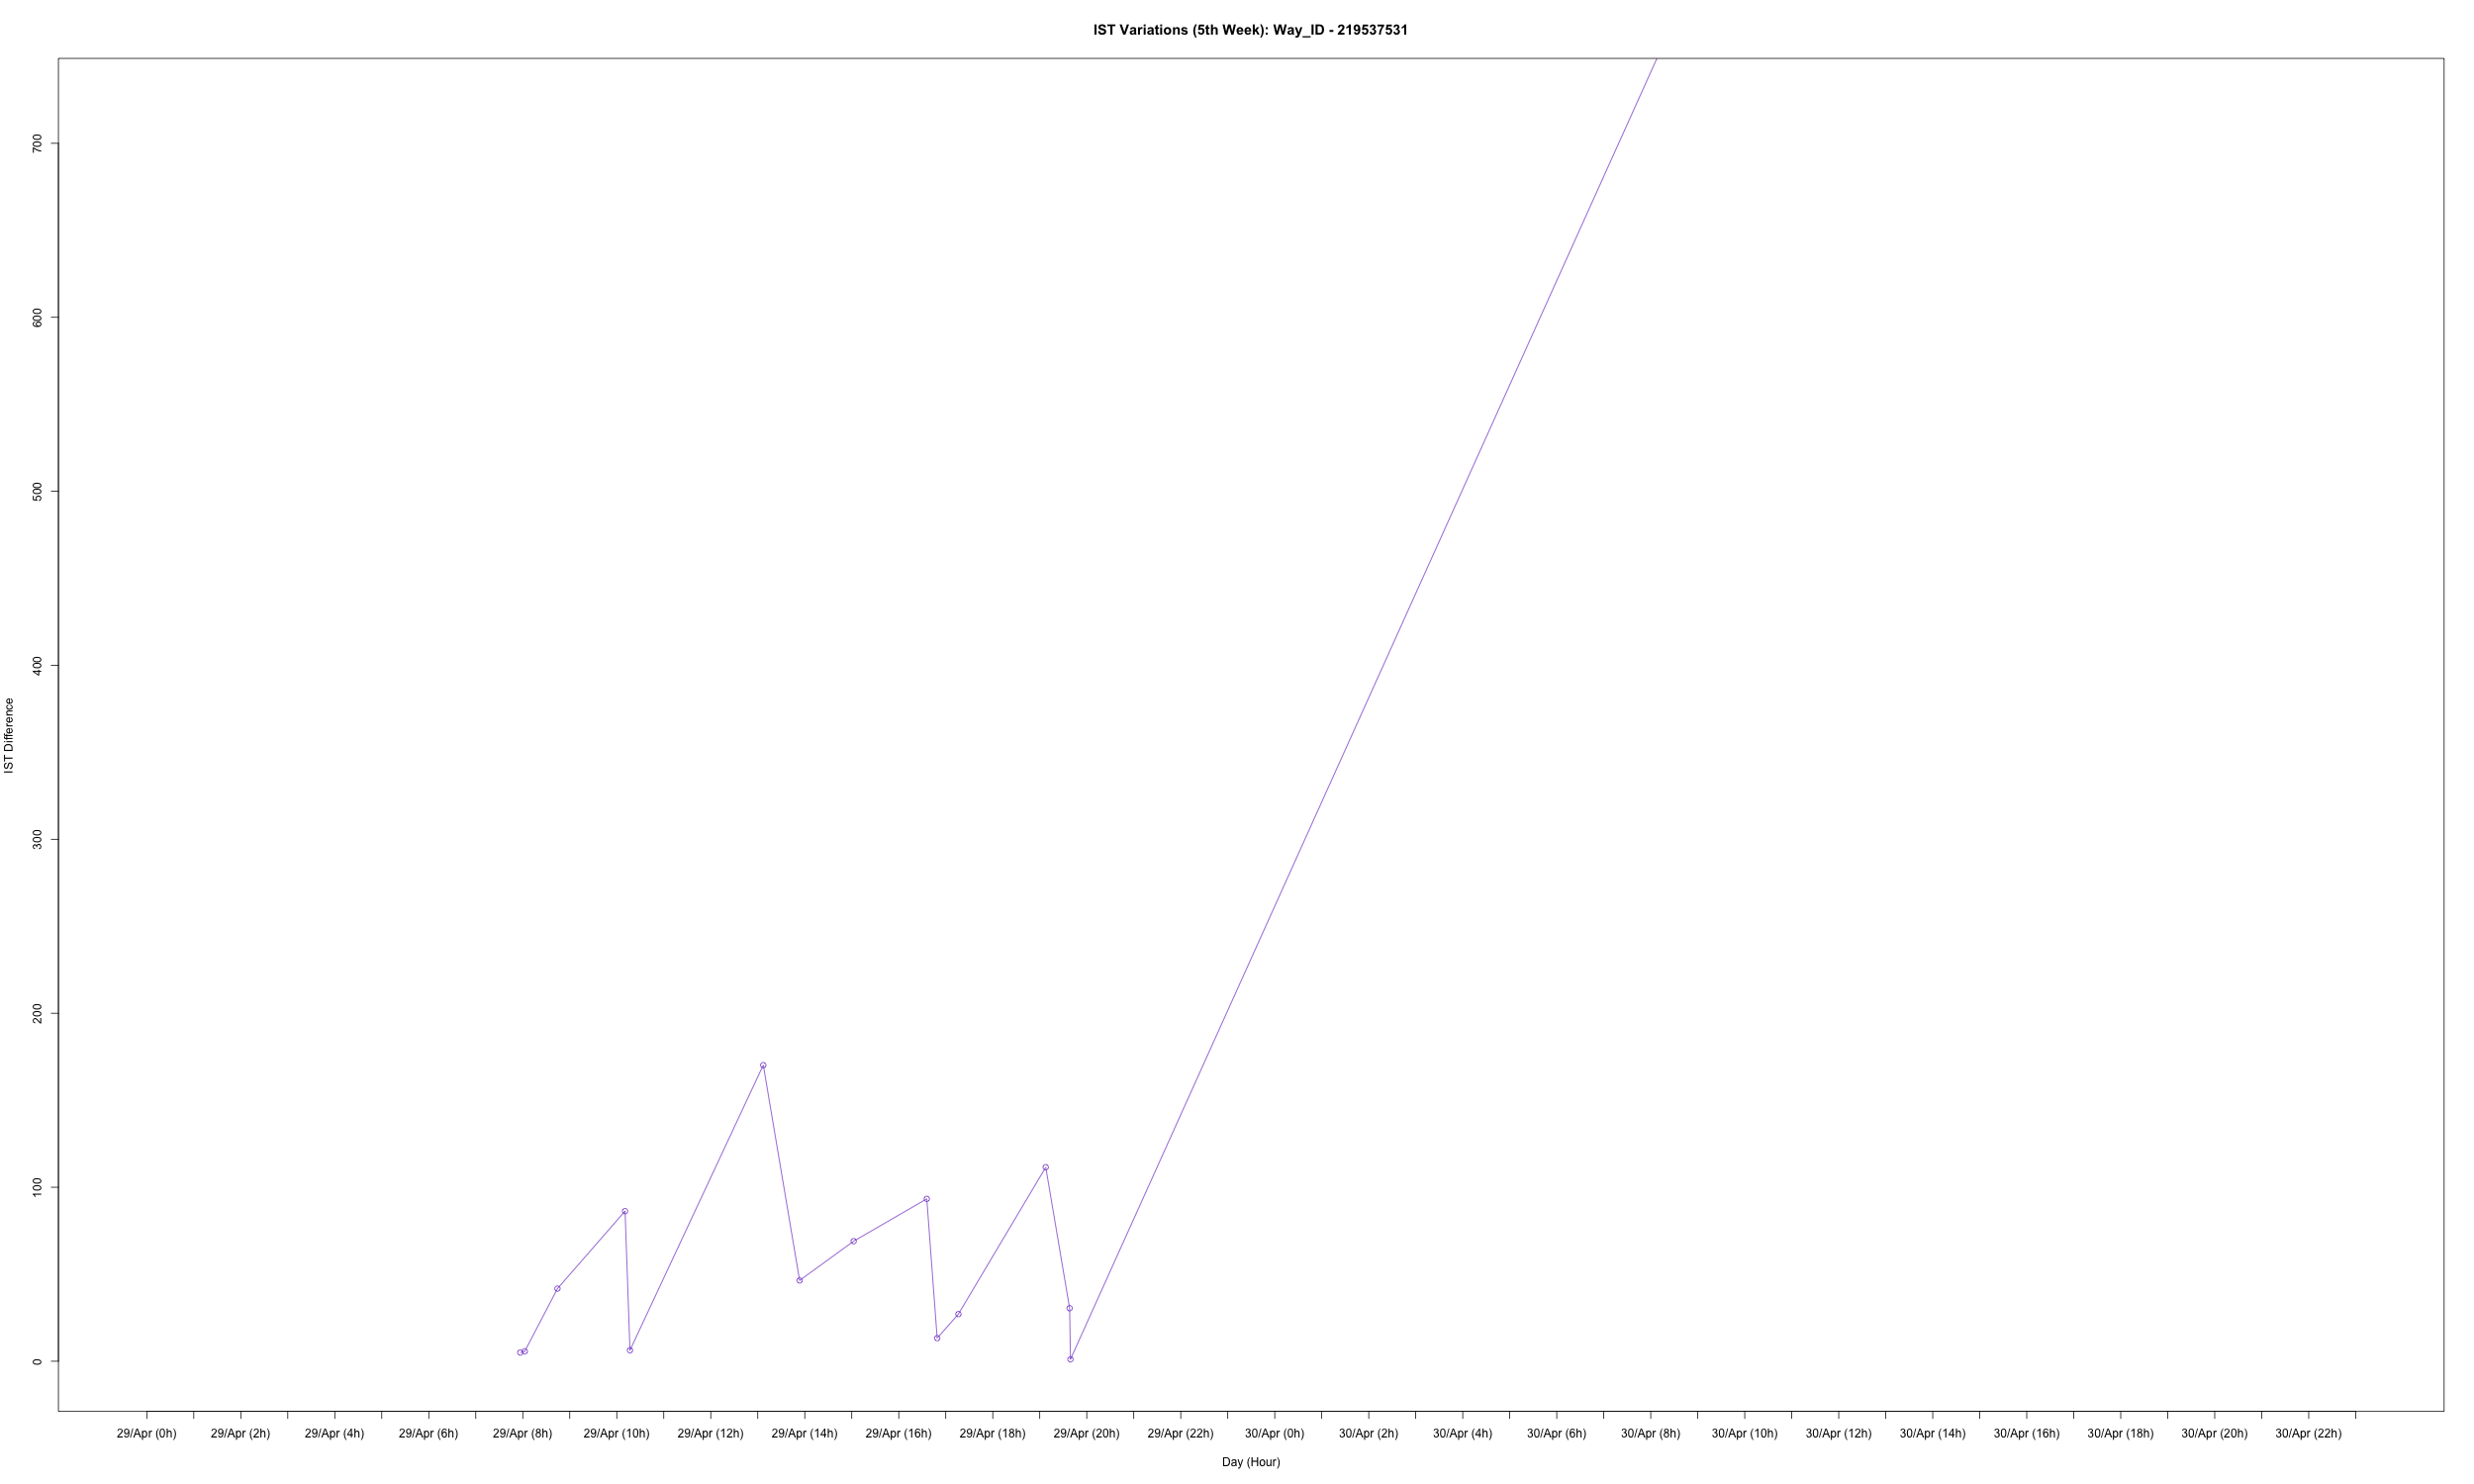 IST Variations (5th Week): Way_ID - 219537531
700
600
500
400
300
200
100
0
IST Difference
29/Apr (0h) 29/Apr (2h) 29/Apr (4h) 29/Apr (6h) 29/Apr (8h) 29/Apr (10h) 29/Apr (12h) 29/Apr (14h) 29/Apr (16h) 29/Apr (18h) 29/Apr (20h) 29/Apr (22h) 30/Apr (0h) 30/Apr (2h) 30/Apr (4h) 30/Apr (6h) 30/Apr (8h) 30/Apr (10h) 30/Apr (12h) 30/Apr (14h) 30/Apr (16h) 30/Apr (18h) 30/Apr (20h) 30/Apr (22h)
Day (Hour)